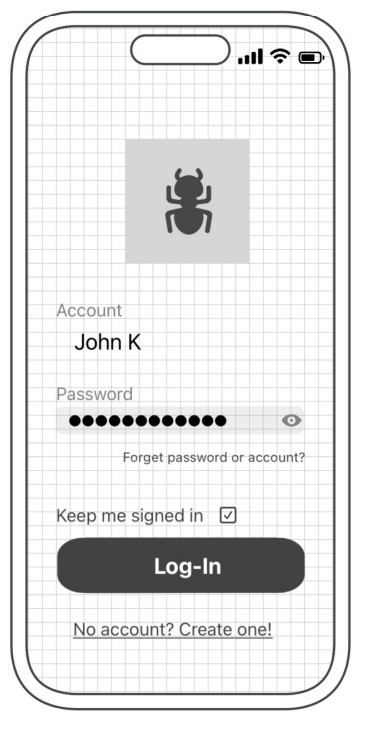 Account
John K
Password
●●●●●●●●●●●●
Forget password or account?
Keep me signed in
Log-In
No account? Create one!